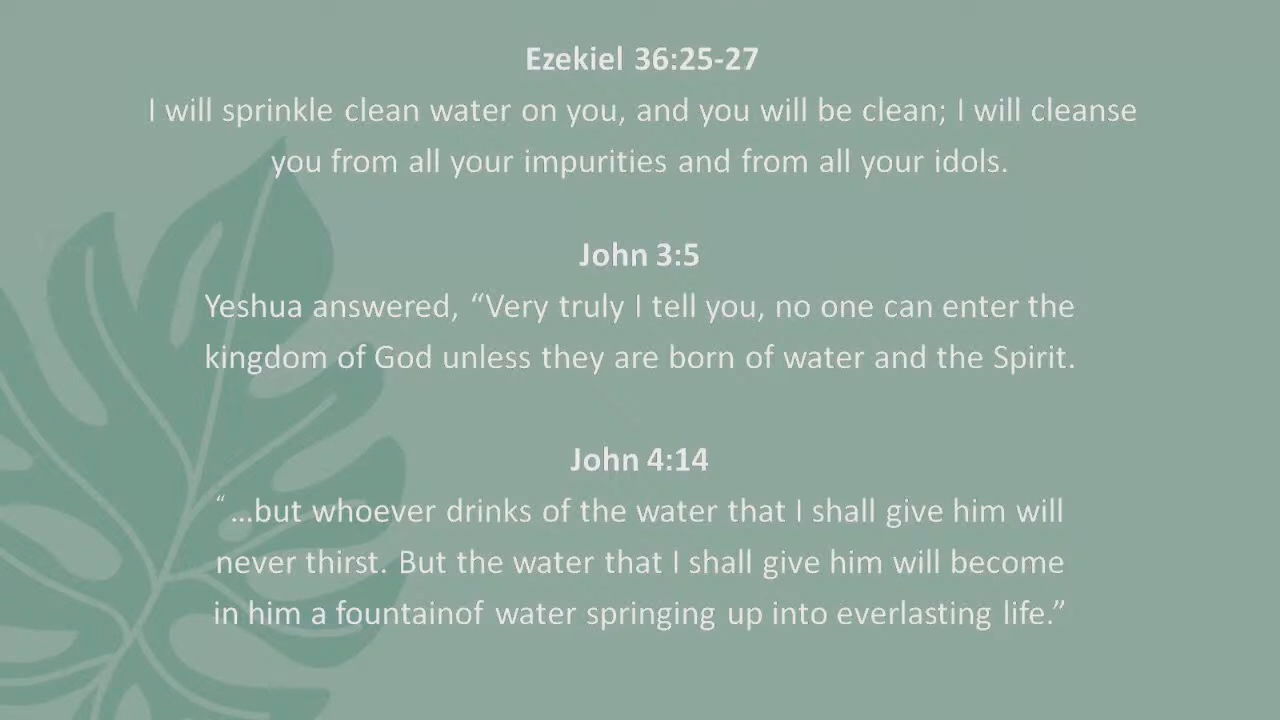 Ezekiel 36:25-27
I will sprinkle clean water on you, and you will be clean; I will cleanse
you from all your impurities and from all your idols.
John 3:5
Yeshua answered, “Very truly I tell you, no one can enter the
kingdom of God unless they are born of water and the Spirit.
John 4:14
“ …but whoever drinks of the water that I shall give him will
never thirst. But the water that I shall give him will become
in him a fountainof water springing up into everlasting life.”